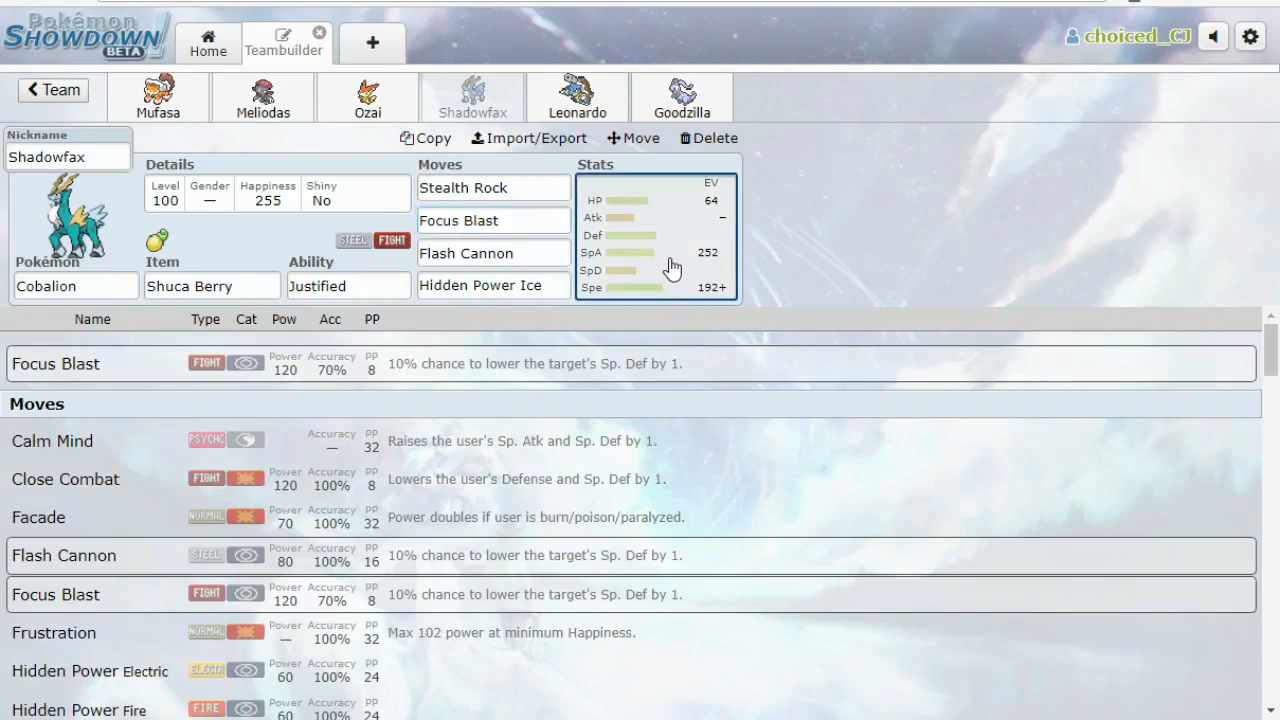 Pokémon
SHOWDOWN
BETA
Home
Teambuilder
choiced_CJ
Team
Mufasa
Meliodas
Ozai
Shadowfax
Leonardo
Goodzilla
Copy Import/Export Move Delete
Nickname
Shadowfax
Details
Level Gender Happiness Shiny
100 — 255 No
STEEL FIGHT
Pokémon Item Ability
Cobalion Shuca Berry Justified
Moves
Stealth Rock
Focus Blast
Flash Cannon
Hidden Power Ice
Stats
EV
HP 64
Atk –
Def
SpA 252
SpD
Spe 192+
Name Type Cat Pow Acc PP
Focus Blast FIGHT Power 120 Accuracy 70% PP 8 10% chance to lower the target's Sp. Def by 1.
Moves
Calm Mind PSYCHC Accuracy — PP 32 Raises the user's Sp. Atk and Sp. Def by 1.
Close Combat FIGHT Power 120 Accuracy 100% PP 8 Lowers the user's Defense and Sp. Def by 1.
Facade NORMAL Power 70 Accuracy 100% PP 32 Power doubles if user is burn/poison/paralyzed.
Flash Cannon STEEL Power 80 Accuracy 100% PP 16 10% chance to lower the target's Sp. Def by 1.
Focus Blast FIGHT Power 120 Accuracy 70% PP 8 10% chance to lower the target's Sp. Def by 1.
Frustration NORMAL Power — Accuracy 100% PP 32 Max 102 power at minimum Happiness.
Hidden Power Electric ELECTR Power 60 Accuracy 100% PP 24
Hidden Power Fire FIRE Power 60 Accuracy 100% PP 24